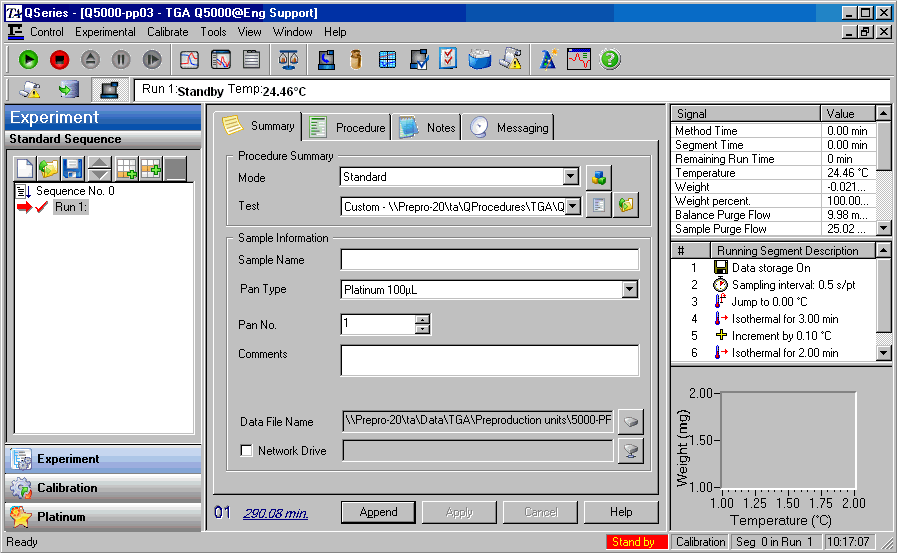 QSeries - [Q5000-pp03 - TGA Q5000@Eng Support]
Control Experimental Calibrate Tools View Window Help
Run 1:Standby Temp:24.46°C
Experiment
Standard Sequence
Sequence No. 0
Run 1:
Experiment
Calibration
Platinum
Summary Procedure Notes Messaging
Procedure Summary
Mode Standard
Test Custom - \\Prepro-20\ta\QProcedures\TGA\Q
Sample Information
Sample Name
Pan Type Platinum 100µL
Pan No. 1
Comments
Data File Name \\Prepro-20\ta\Data\TGA\Preproduction units\5000-PF
Network Drive
01 290.08 min. Append Apply Cancel Help
Signal Value
Method Time 0.00 min
Segment Time 0.00 min
Remaining Run Time 0 min
Temperature 24.46 °C
Weight -0.021...
Weight percent. 100.00...
Balance Purge Flow 9.98 m...
Sample Purge Flow 25.02 ...
# Running Segment Description
1 Data storage On
2 Sampling interval: 0.5 s/pt
3 Jump to 0.00 °C
4 Isothermal for 3.00 min
5 Increment by 0.10 °C
6 Isothermal for 2.00 min
Weight (mg)
2.00
1.50
1.00
1.00 1.25 1.50 1.75 2.00
Temperature (°C)
Ready Stand by Calibration Seg 0 in Run 1 10:17:07